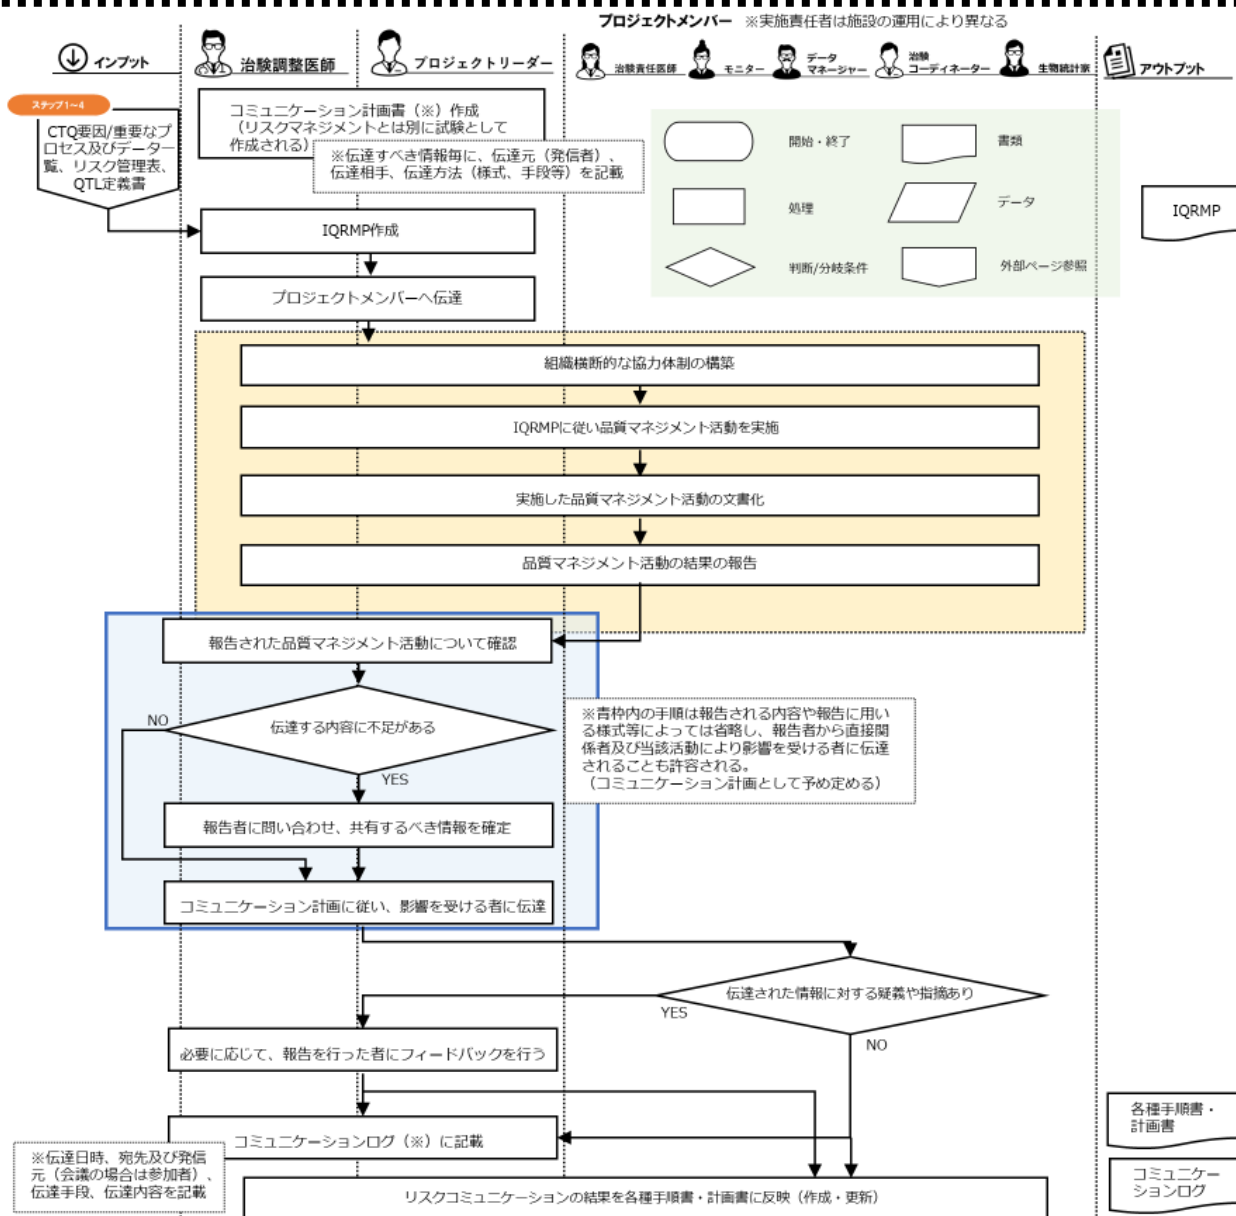 プロジェクトメンバー ※実施責任者は施設の運用により異なる
インプット
治験調整医師
プロジェクトリーダー
治験責任医師
モニター
データ
マネージャー
治験
コーディネーター
生物統計家
アウトプット
ステップ1~4
CTQ要因/重要なプ
ロセス及びデータ一
覧、リスク管理表、
QTL定義書
コミュニケーション計画書(※)作成
(リスクマネジメントとは別に試験として
作成される)
※伝達すべき情報毎に、伝達元(発信者)、
伝達相手、伝達方法(様式、手段等)を記載
開始・終了
書類
処理
データ
判断/分岐条件
外部ページ参照
IQRMP
IQRMP作成
プロジェクトメンバーへ伝達
組織横断的な協力体制の構築
IQRMPに従い品質マネジメント活動を実施
実施した品質マネジメント活動の文書化
品質マネジメント活動の結果の報告
報告された品質マネジメント活動について確認
伝達する内容に不足がある
NO
YES
※青枠内の手順は報告される内容や報告に用い
る様式等によっては省略し、報告者から直接関
係者及び当該活動により影響を受ける者に伝達
されることも許容される。
(コミュニケーション計画として予め定める)
報告者に問い合わせ、共有するべき情報を確定
コミュニケーション計画に従い、影響を受ける者に伝達
伝達された情報に対する疑義や指摘あり
YES
NO
必要に応じて、報告を行った者にフィードバックを行う
コミュニケーションログ(※)に記載
※伝達日時、宛先及び発信
元(会議の場合は参加者)、
伝達手段、伝達内容を記載
各種手順書・
計画書
コミュニケー
ションログ
リスクコミュニケーションの結果を各種手順書・計画書に反映(作成・更新)